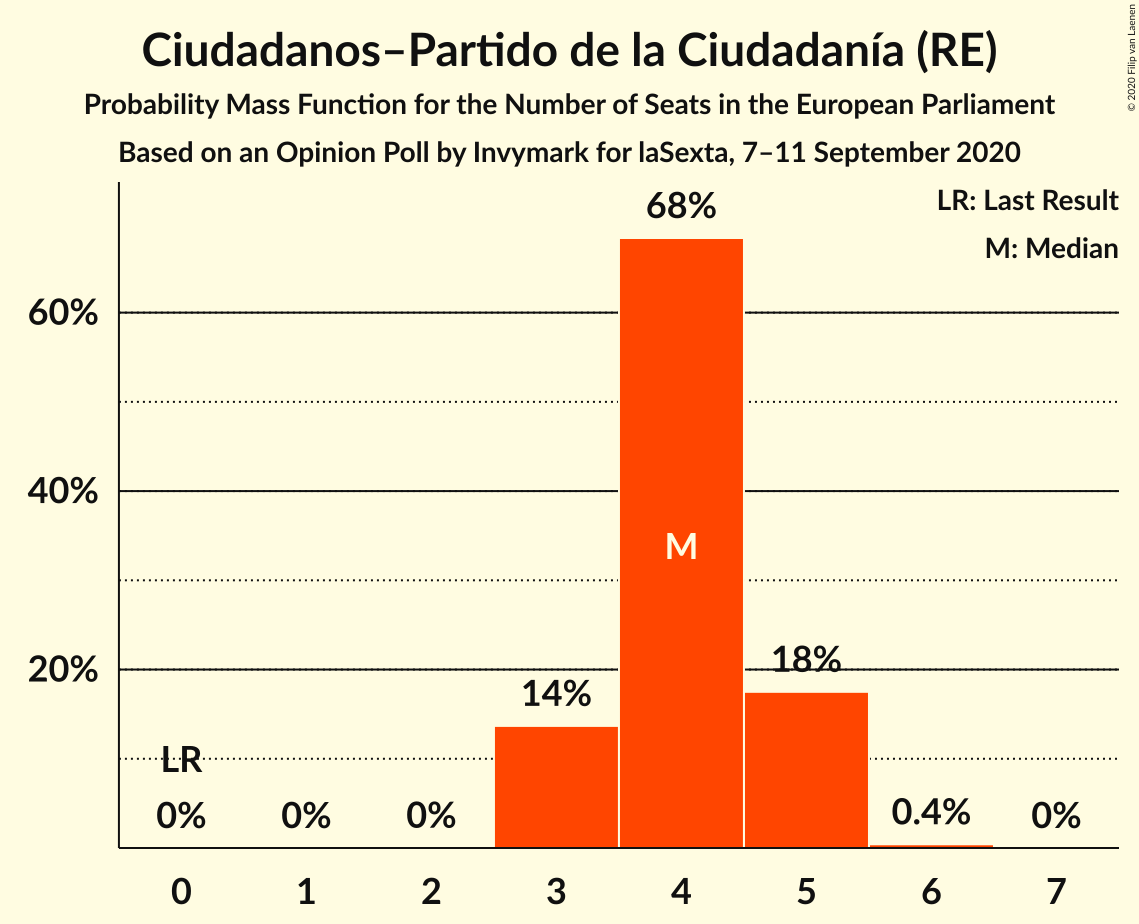 Ciudadanos–Partido de la Ciudadanía (RE)
Probability Mass Function for the Number of Seats in the European Parliament
Based on an Opinion Poll by Invymark for laSexta, 7–11 September 2020
© 2020 Filip van Laenen
LR: Last Result
M: Median
68%
60%
40%
M
20%
18%
14%
LR
0%
0%
0%
0.4%
0%
0
1
2
3
4
5
6
7